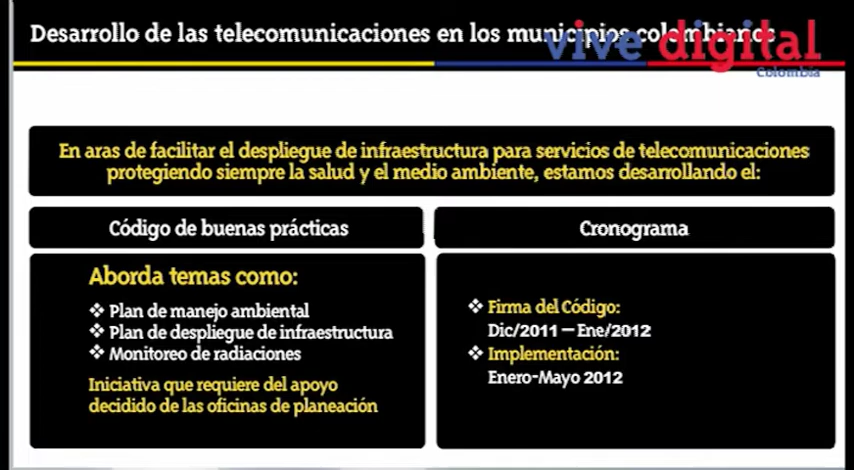 Desarrollo de las telecomunicaciones en los municipios colombianos
vive digital
Colombia
En aras de facilitar el despliegue de infraestructura para servicios de telecomunicaciones
protegiendo siempre la salud y el medio ambiente, estamos desarrollando el:
Código de buenas prácticas
Cronograma
Aborda temas como:
❖ Plan de manejo ambiental
❖ Plan de despliegue de infraestructura
❖ Monitoreo de radiaciones
Iniciativa que requiere del apoyo
decidido de las oficinas de planeación
❖ Firma del Código:
Dic/2011 – Ene/2012
❖ Implementación:
Enero-Mayo 2012